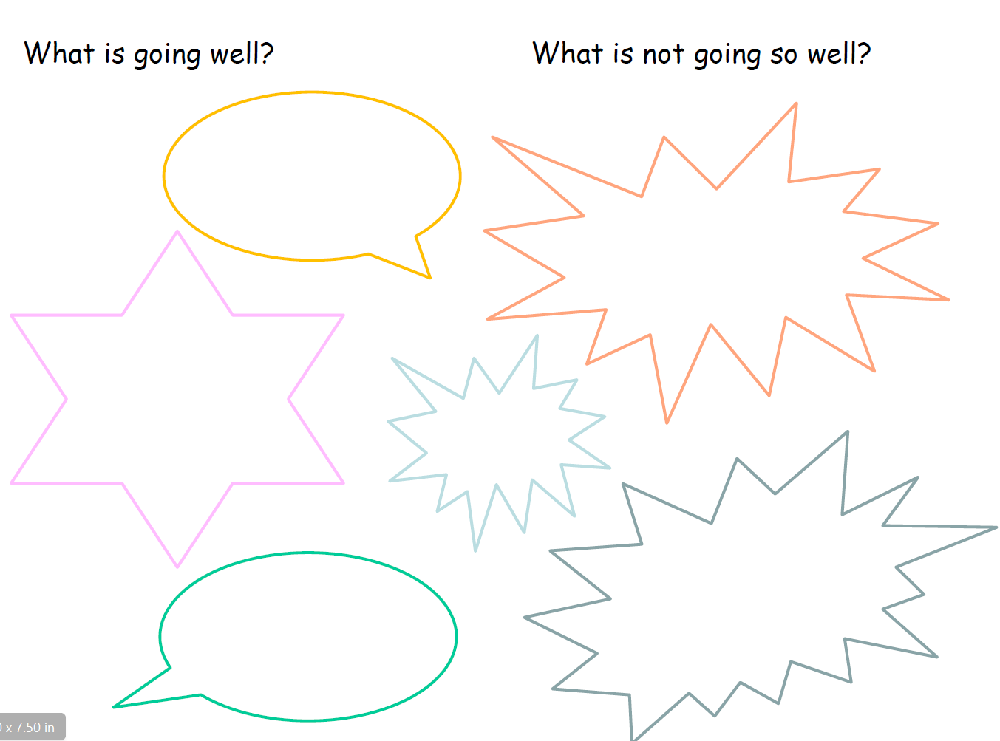 What is going well?
What is not going so well?
x 7.50 in